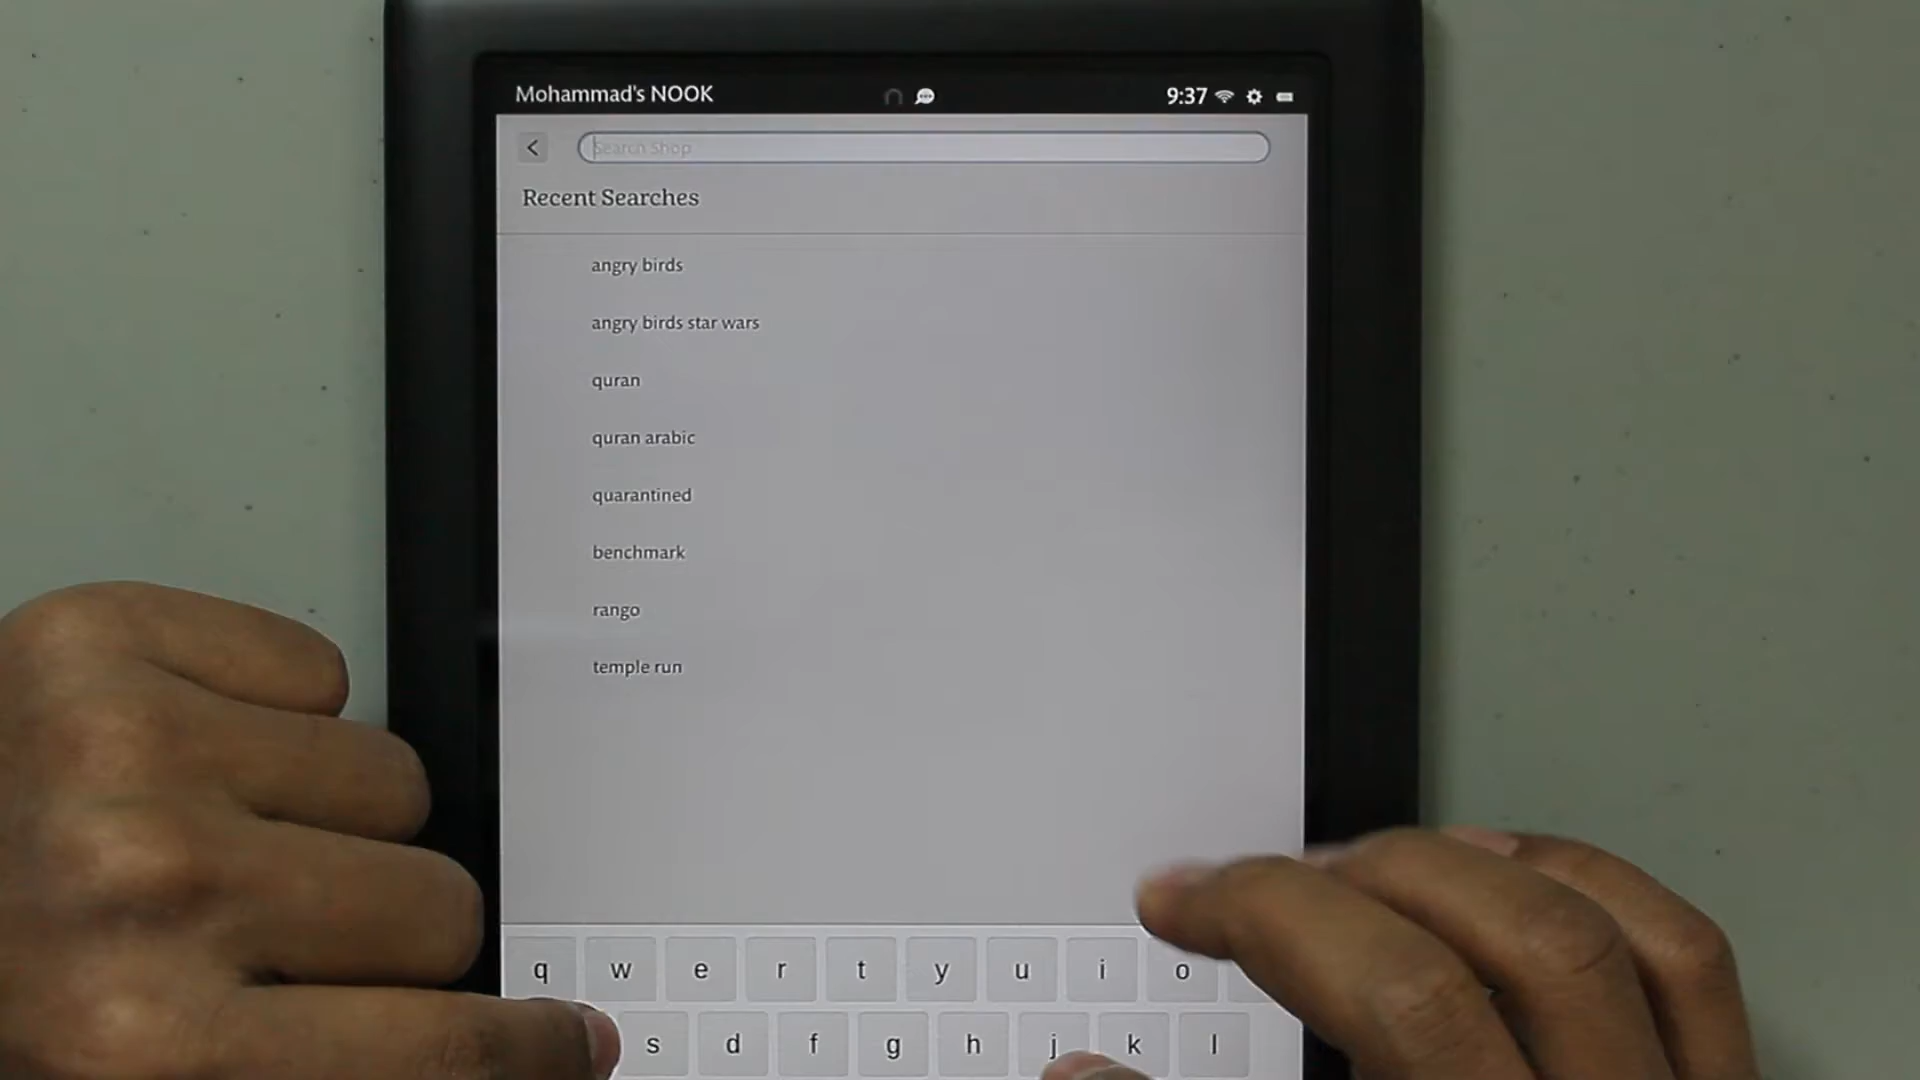 Mohammad's NOOK
9:37
Search Shop
Recent Searches
angry birds
angry birds star wars
quran
quran arabic
quarantined
benchmark
rango
temple run
q w e r t y u i o
s d f g h j k l